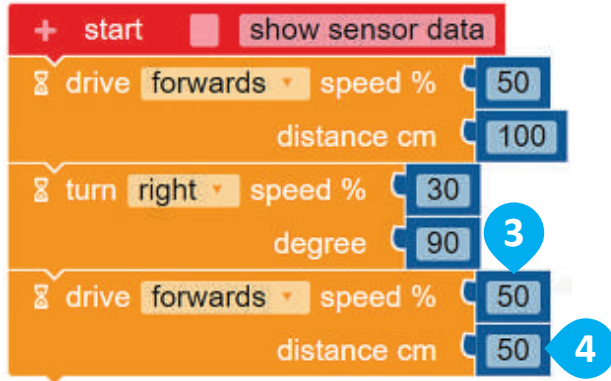 + start show sensor data
drive forwards speed % 50
distance cm 100
turn right speed % 30
degree 90
3
drive forwards speed % 50
distance cm 50
4